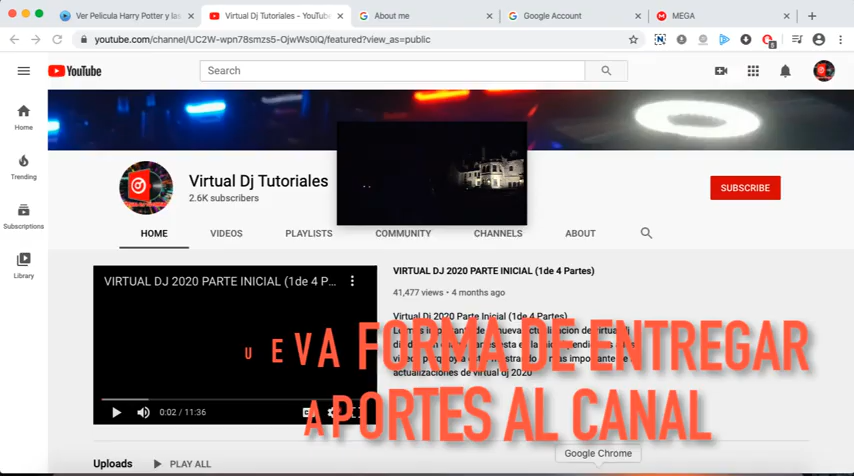 Ver Pelicula Harry Potter y las
Virtual Dj Tutoriales - YouTube
About me
Google Account
MEGA
youtube.com/channel/UC2W-wpn78smzs5-OjwWs0iQ/featured?view_as=public
YouTube
Search
Home
Trending
Subscriptions
Library
Virtual Dj Tutoriales
2.6K subscribers
SUBSCRIBE
HOME
VIDEOS
PLAYLISTS
COMMUNITY
CHANNELS
ABOUT
VIRTUAL DJ 2020 PARTE INICIAL (1de 4 P...
0:02 / 11:36
VIRTUAL DJ 2020 PARTE INICIAL (1de 4 Partes)
41,477 views • 4 months ago
Virtual Dj 2020 Parte Inicial (1de 4 Partes)
actualizaciones de virtual dj 2020
UEVA FORMA DE ENTREGAR
APORTES AL CANAL
Google Chrome
Uploads
PLAY ALL